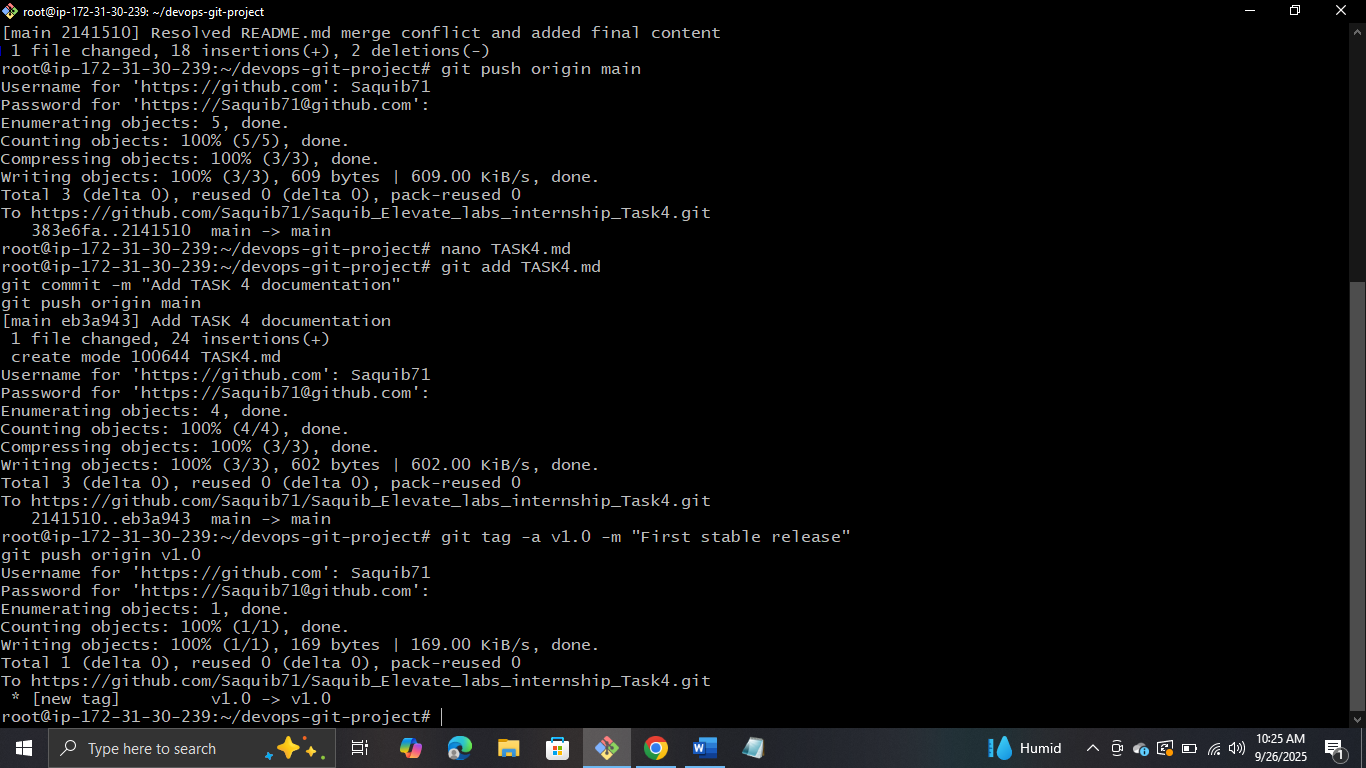 root@ip-172-31-30-239: ~/devops-git-project
[main 2141510] Resolved README.md merge conflict and added final content
 1 file changed, 18 insertions(+), 2 deletions(-)
root@ip-172-31-30-239:~/devops-git-project# git push origin main
Username for 'https://github.com': Saquib71
Password for 'https://Saquib71@github.com':
Enumerating objects: 5, done.
Counting objects: 100% (5/5), done.
Compressing objects: 100% (3/3), done.
Writing objects: 100% (3/3), 609 bytes | 609.00 KiB/s, done.
Total 3 (delta 0), reused 0 (delta 0), pack-reused 0
To https://github.com/Saquib71/Saquib_Elevate_labs_internship_Task4.git
   383e6fa..2141510  main -> main
root@ip-172-31-30-239:~/devops-git-project# nano TASK4.md
root@ip-172-31-30-239:~/devops-git-project# git add TASK4.md
git commit -m "Add TASK 4 documentation"
git push origin main
[main eb3a943] Add TASK 4 documentation
 1 file changed, 24 insertions(+)
 create mode 100644 TASK4.md
Username for 'https://github.com': Saquib71
Password for 'https://Saquib71@github.com':
Enumerating objects: 4, done.
Counting objects: 100% (4/4), done.
Compressing objects: 100% (3/3), done.
Writing objects: 100% (3/3), 602 bytes | 602.00 KiB/s, done.
Total 3 (delta 0), reused 0 (delta 0), pack-reused 0
To https://github.com/Saquib71/Saquib_Elevate_labs_internship_Task4.git
   2141510..eb3a943  main -> main
root@ip-172-31-30-239:~/devops-git-project# git tag -a v1.0 -m "First stable release"
git push origin v1.0
Username for 'https://github.com': Saquib71
Password for 'https://Saquib71@github.com':
Enumerating objects: 1, done.
Counting objects: 100% (1/1), done.
Writing objects: 100% (1/1), 169 bytes | 169.00 KiB/s, done.
Total 1 (delta 0), reused 0 (delta 0), pack-reused 0
To https://github.com/Saquib71/Saquib_Elevate_labs_internship_Task4.git
 * [new tag]         v1.0 -> v1.0
root@ip-172-31-30-239:~/devops-git-project#
Type here to search
Humid
10:25 AM
9/26/2025
1